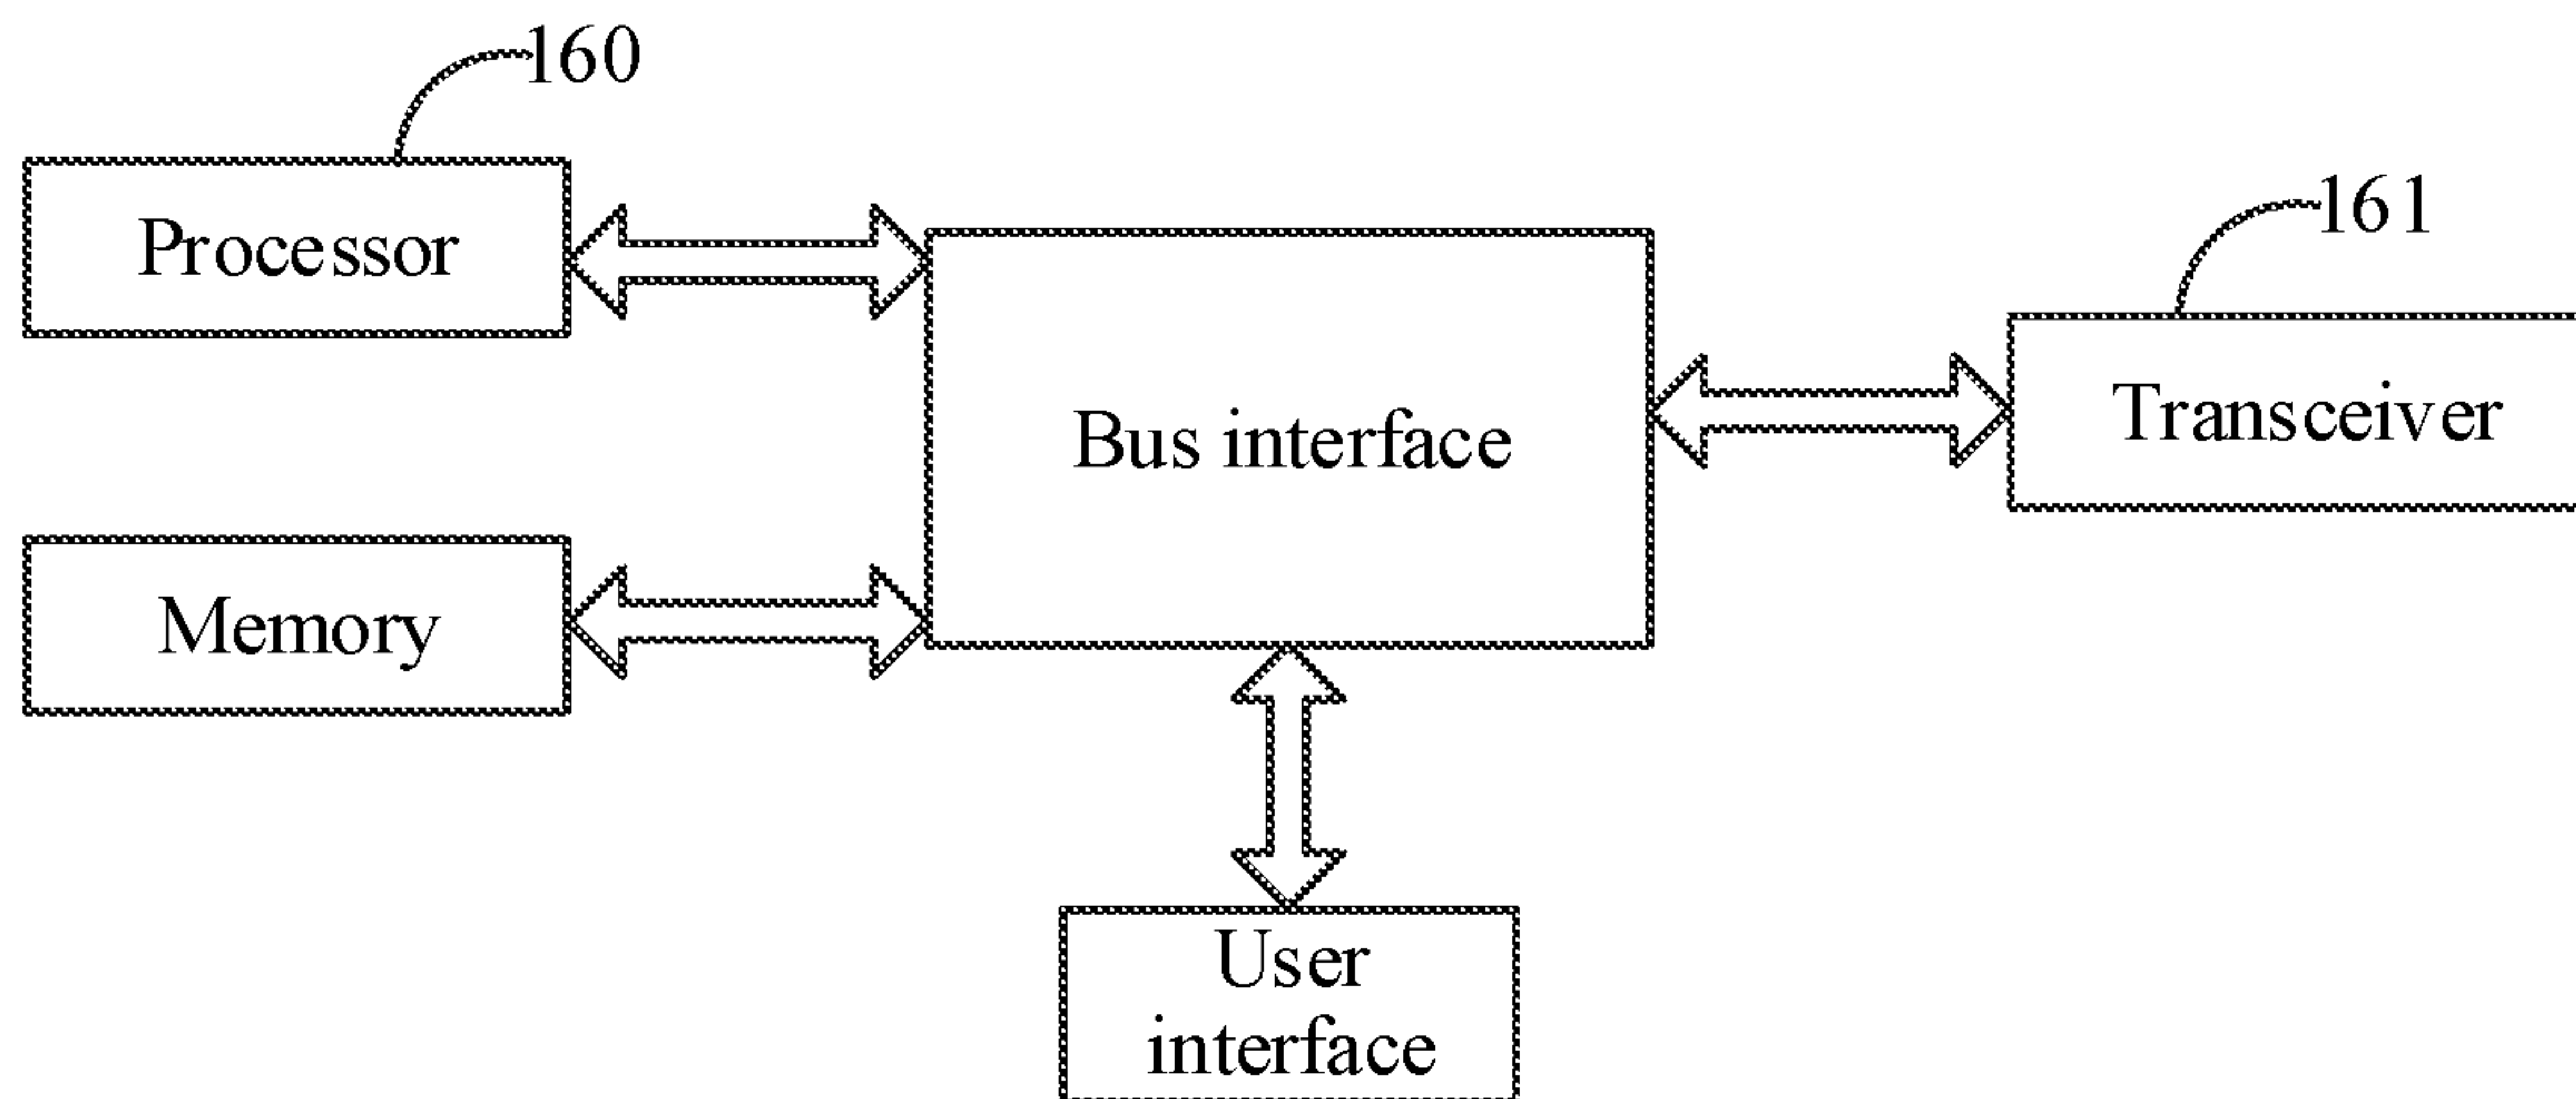 160
Processor
161
Bus interface
Transceiver
Memory
User
interface